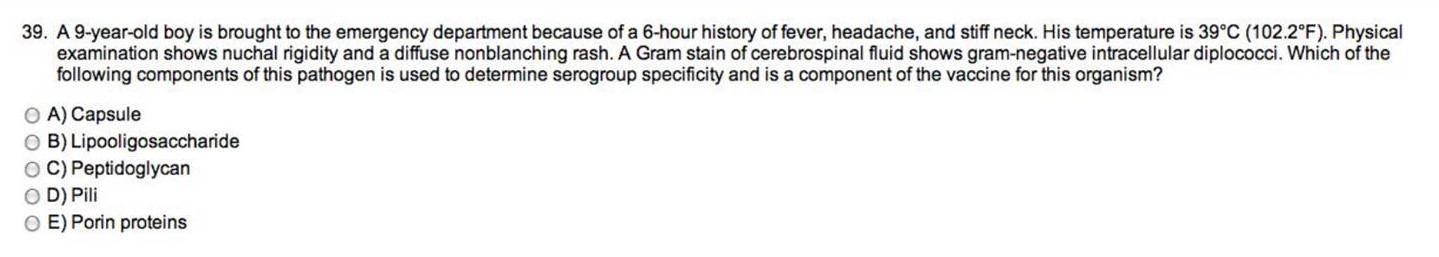 39. A 9-year-old boy is brought to the emergency department because of a 6-hour history of fever, headache, and stiff neck. His temperature is 39°C (102.2°F). Physical
examination shows nuchal rigidity and a diffuse nonblanching rash. A Gram stain of cerebrospinal fluid shows gram-negative intracellular diplococci. Which of the
following components of this pathogen is used to determine serogroup specificity and is a component of the vaccine for this organism?
A) Capsule
B) Lipooligosaccharide
C) Peptidoglycan
D) Pili
E) Porin proteins